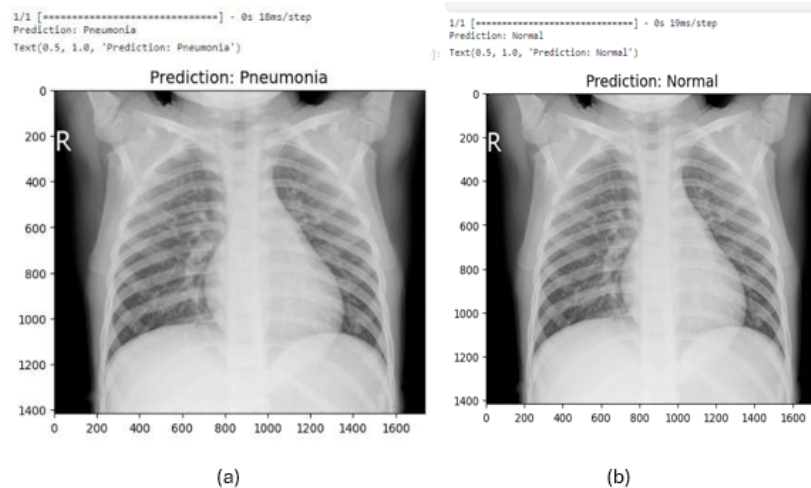 1/1 [==============================] - 0s 18ms/step
Prediction: Pneumonia
Text(0.5, 1.0, 'Prediction: Pneumonia')
Prediction: Pneumonia
R
0
200
400
600
800
1000
1200
1400
0 200 400 600 800 1000 1200 1400 1600
(a)
1/1 [==============================] - 0s 19ms/step
Prediction: Normal
]: Text(0.5, 1.0, 'Prediction: Normal')
Prediction: Normal
R
0
200
400
600
800
1000
1200
1400
0 200 400 600 800 1000 1200 1400 1600
(b)